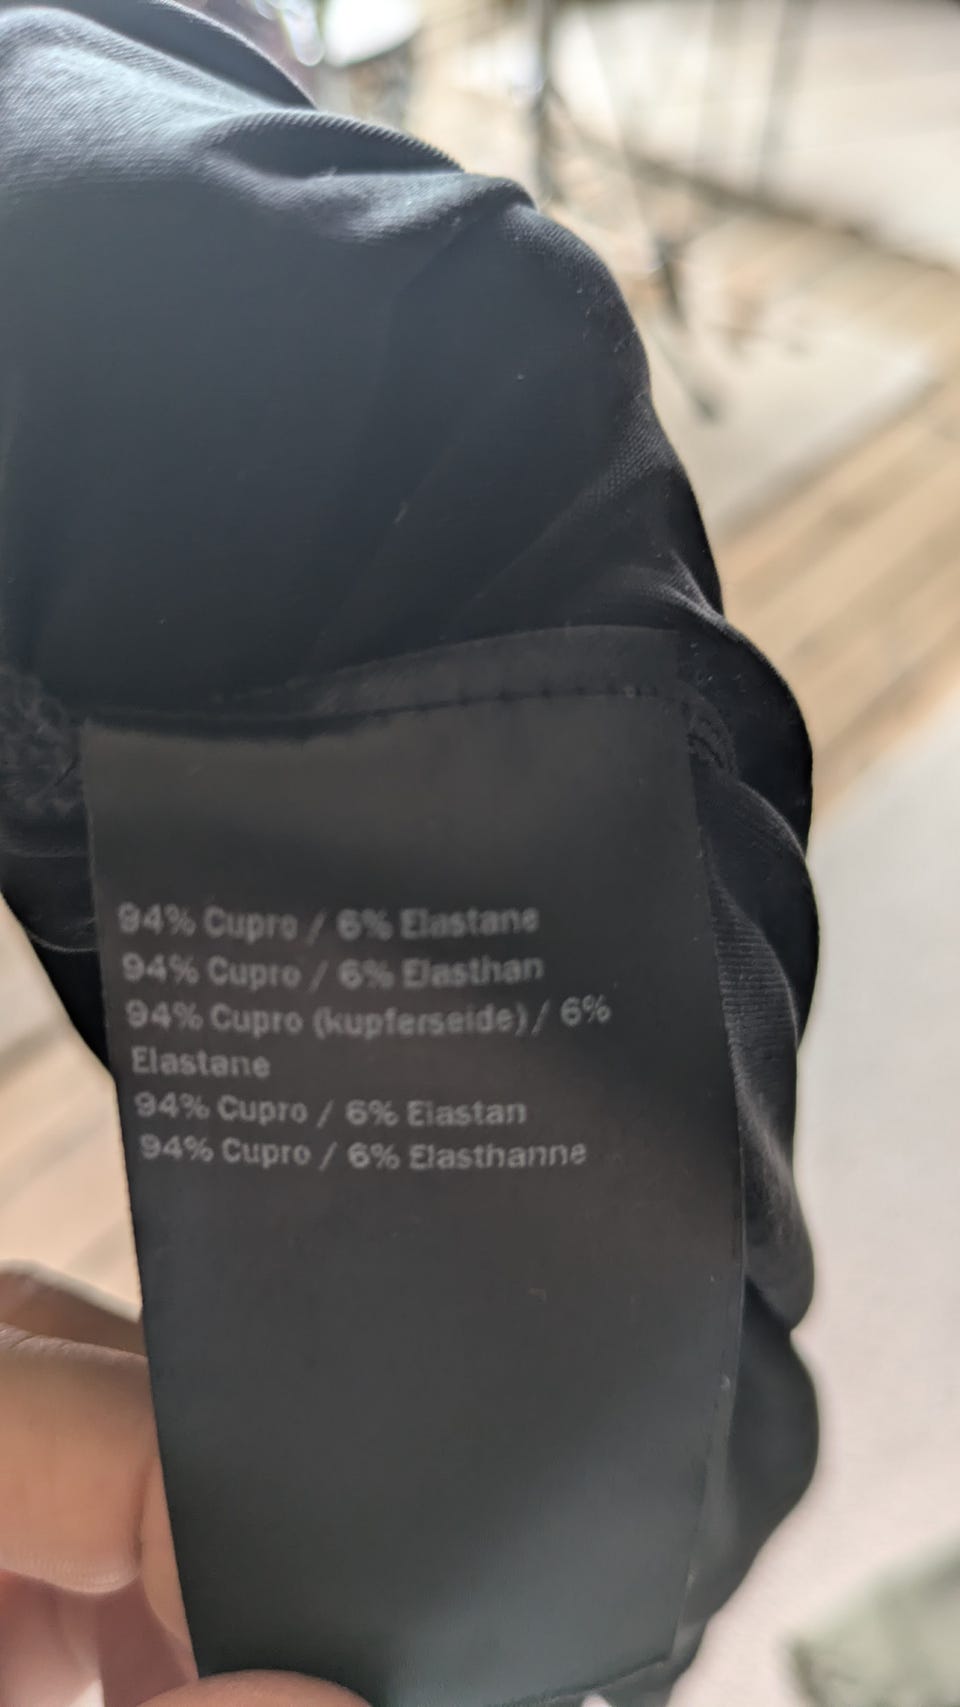 94% Cupro / 6% Elastane
94% Cupro / 6% Elasthan
94% Cupro (kupferseide) / 6%
Elastane
94% Cupro / 6% Elastan
94% Cupro / 6% Elasthanne